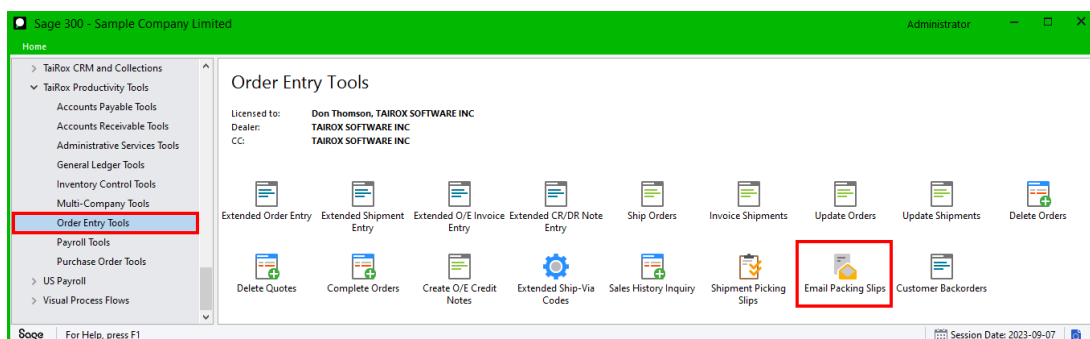 Sage 300 - Sample Company Limited
Administrator
Home
TaiRox CRM and Collections
TaiRox Productivity Tools
Accounts Payable Tools
Accounts Receivable Tools
Administrative Services Tools
General Ledger Tools
Inventory Control Tools
Multi-Company Tools
Order Entry Tools
Payroll Tools
Purchase Order Tools
US Payroll
Visual Process Flows
Order Entry Tools
Licensed to: Don Thomson, TAIROX SOFTWARE INC
Dealer: TAIROX SOFTWARE INC
CC: TAIROX SOFTWARE INC
Extended Order Entry
Extended Shipment
Entry
Extended O/E Invoice
Entry
Extended CR/DR Note
Entry
Ship Orders
Invoice Shipments
Update Orders
Update Shipments
Delete Orders
Delete Quotes
Complete Orders
Create O/E Credit
Notes
Extended Ship-Via
Codes
Sales History Inquiry
Shipment Picking
Slips
Email Packing Slips
Customer Backorders
Sage
For Help, press F1
Session Date: 2023-09-07